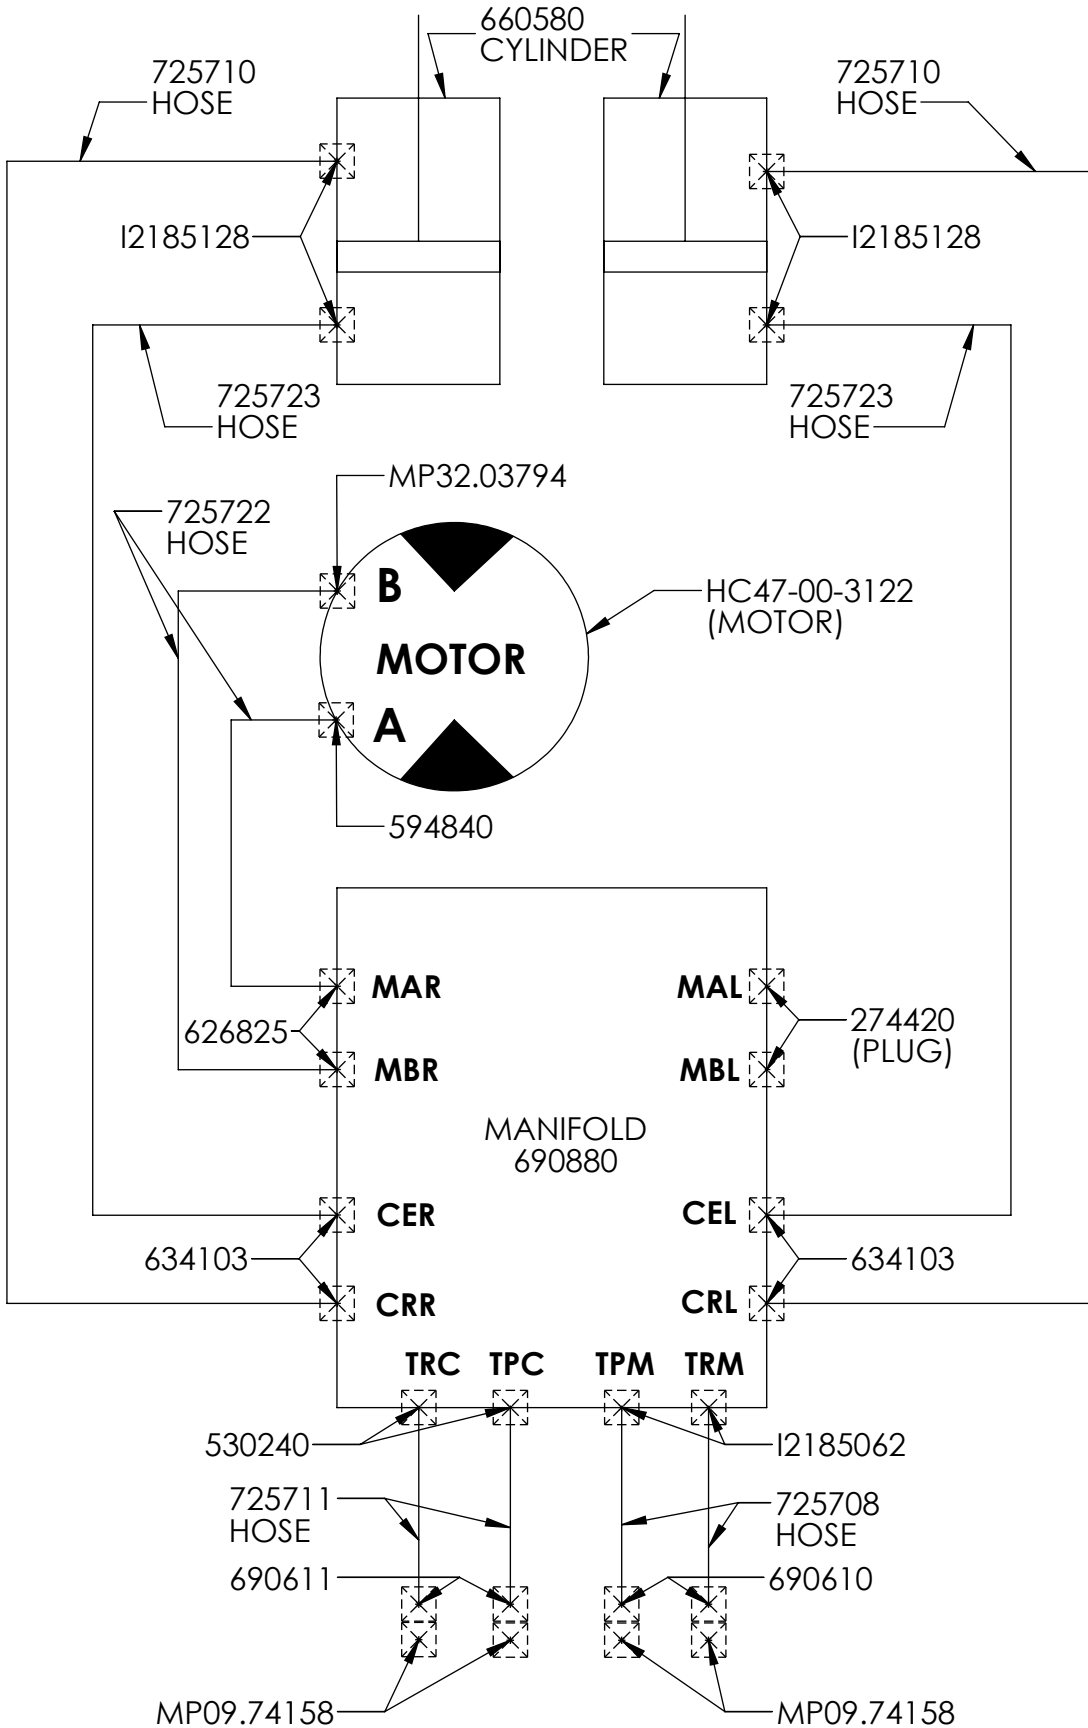 660580
CYLINDER
725710
HOSE
725710
HOSE
I2185128
I2185128
725723
HOSE
725723
HOSE
MP32.03794
725722
HOSE
B
HC47-00-3122
(MOTOR)
MOTOR
A
594840
MAR
MAL
626825
274420
(PLUG)
MBR
MBL
MANIFOLD
690880
CER
CEL
634103
634103
CRR
CRL
TRC TPC TPM TRM
530240
I2185062
725711
HOSE
725708
HOSE
690611
690610
MP09.74158
MP09.74158